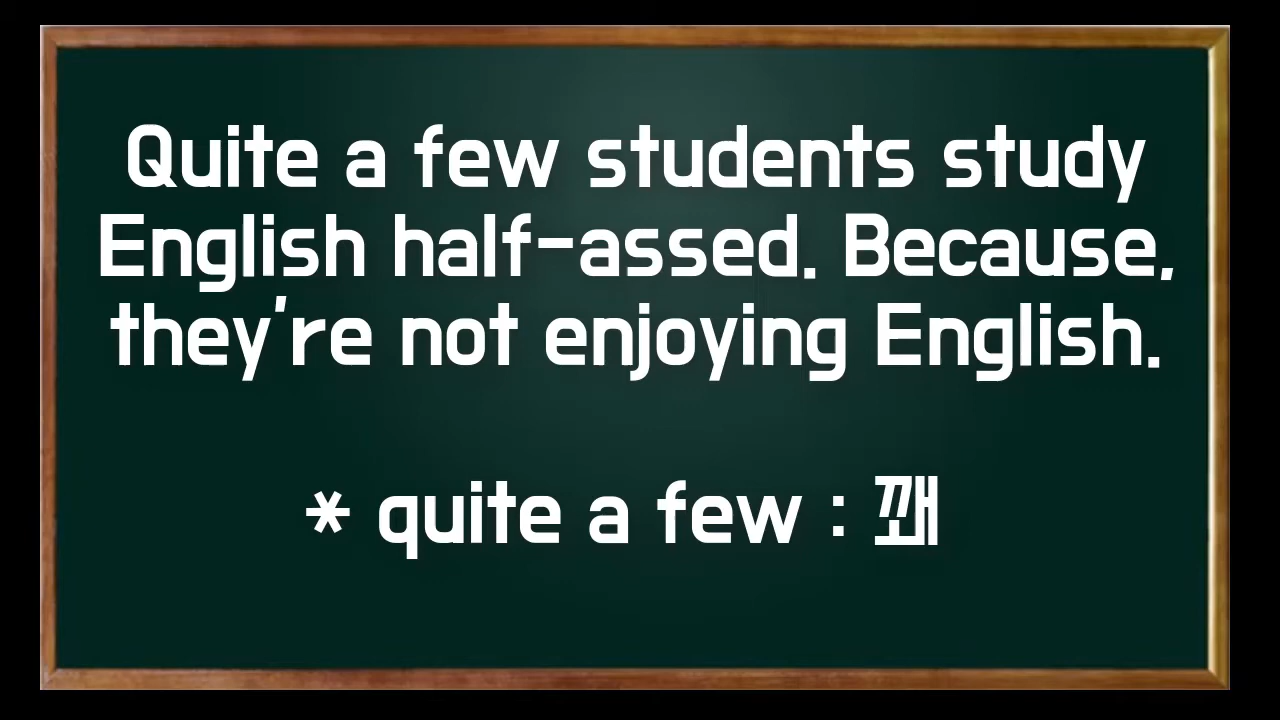 Quite a few students study
English half-assed. Because,
they're not enjoying English.
* quite a few : 꽤